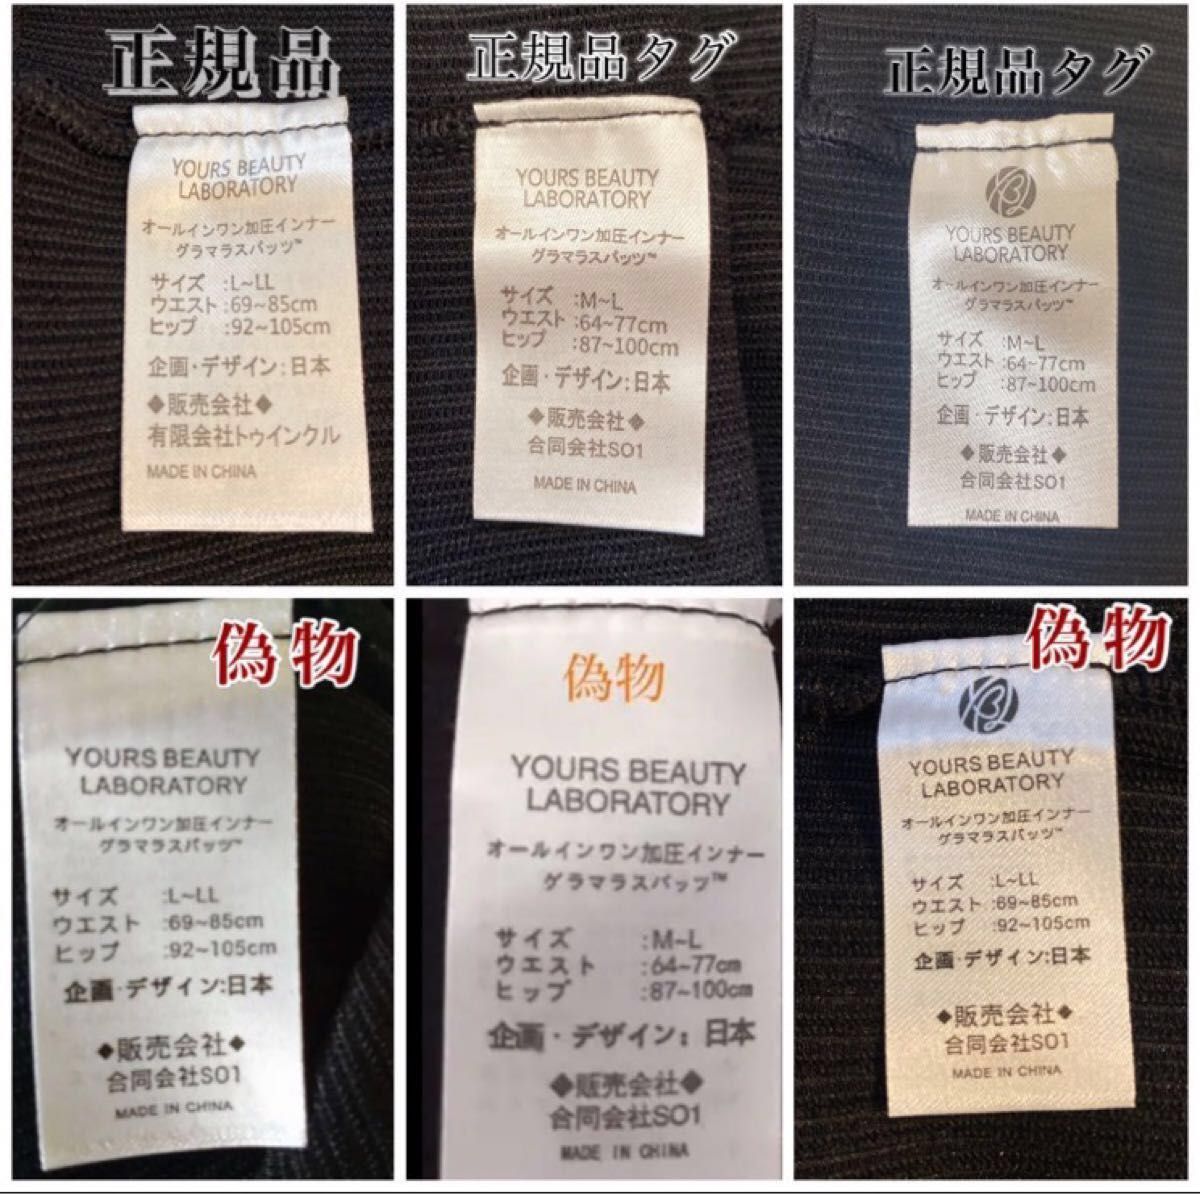 正規品
YOURS BEAUTY
LABORATORY
オールインワン加圧インナー
グラマラスパッツ™
サイズ :L~LL
ウエスト :69~85cm
ヒップ :92~105cm
企画・デザイン:日本
◆販売会社◆
有限会社トゥインクル
MADE IN CHINA
正規品タグ
YOURS BEAUTY
LABORATORY
オールインワン加圧インナー
グラマラスパッツ™
サイズ :M~L
ウエスト :64~77cm
ヒップ :87~100cm
企画・デザイン:日本
◆販売会社◆
合同会社SO1
MADE IN CHINA
正規品タグ
YOURS BEAUTY
LABORATORY
オールインワン加圧インナー
グラマラスパッツ™
サイズ :M~L
ウエスト :64~77cm
ヒップ :87~100cm
企画・デザイン:日本
◆販売会社◆
合同会社SO1
MADE IN CHINA
偽物
YOURS BEAUTY
LABORATORY
オールインワン加圧インナー
グラマラスパッツ™
サイズ :L~LL
ウエスト :69~85cm
ヒップ :92~105cm
企画・デザイン:日本
◆販売会社◆
合同会社SO1
MADE IN CHINA
偽物
YOURS BEAUTY
LABORATORY
オールインワン加圧インナー
ゲラマラスパッツ™
サイズ :M~L
ウエスト :64~77cm
ヒップ :87~100cm
企画・デザイン:日本
◆販売会社◆
合同会社SO1
MADE IN CHINA
偽物
YOURS BEAUTY
LABORATORY
オールインワン加圧インナー
グラマラスパッツ™
サイズ :L~LL
ウエスト :69~85cm
ヒップ :92~105cm
企画・デザイン:日本
◆販売会社◆
合同会社SO1
MADE IN CHINA